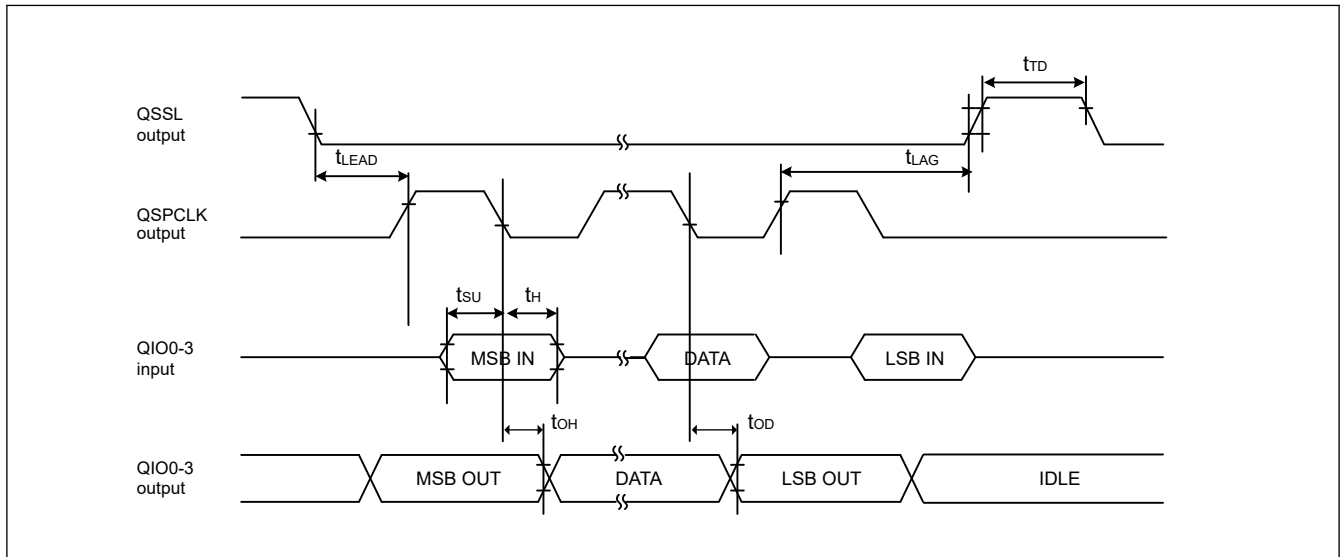 tTD
QSSL
output
tLEAD
tLAG
QSPCLK
output
tSU
tH
QIO0-3
input
MSB IN
DATA
LSB IN
tOH
tOD
QIO0-3
output
MSB OUT
DATA
LSB OUT
IDLE